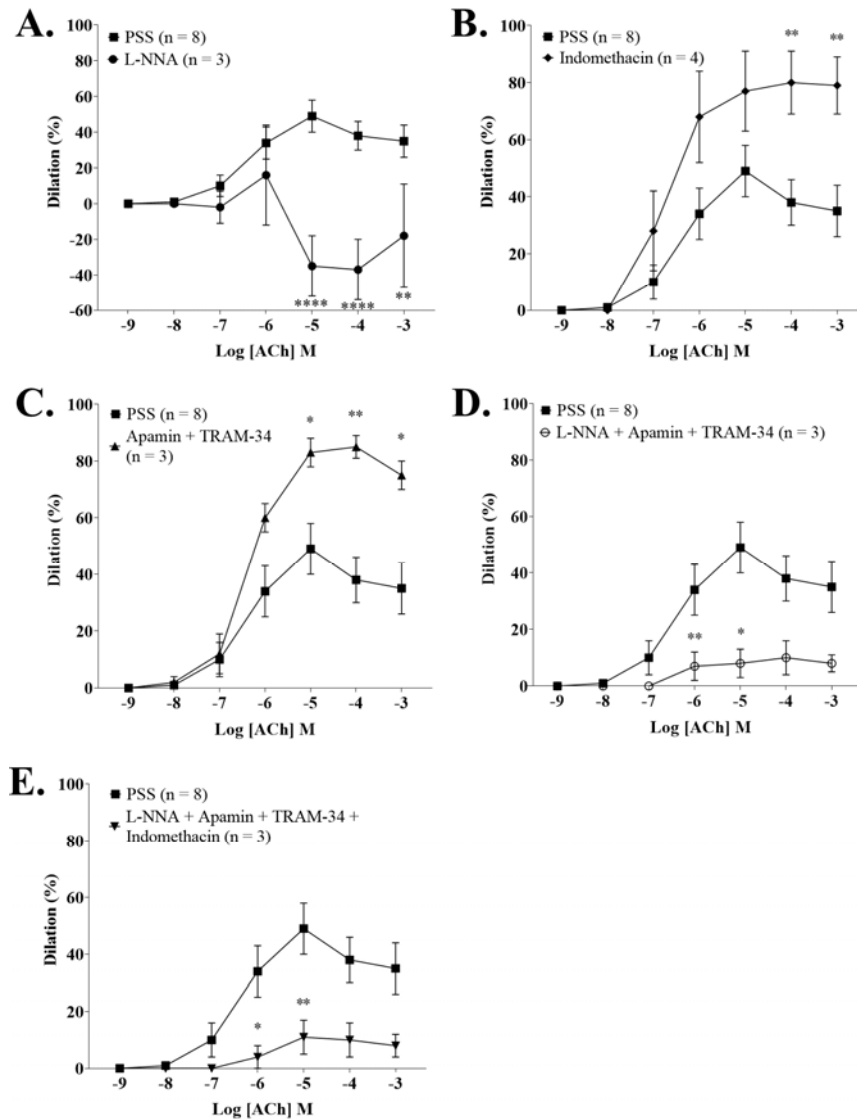 A.
PSS (n = 8)
L-NNA (n = 3)
Dilation (%)
100
80
60
40
20
0
-20
-40
-60
****
****
**
-9 -8 -7 -6 -5 -4 -3
Log [ACh] M
B.
PSS (n = 8)
Indomethacin (n = 4)
** **
Dilation (%)
100
80
60
40
20
0
-9 -8 -7 -6 -5 -4 -3
Log [ACh] M
C.
PSS (n = 8)
Apamin + TRAM-34
(n = 3)
* ** *
Dilation (%)
100
80
60
40
20
0
-9 -8 -7 -6 -5 -4 -3
Log [ACh] M
D.
PSS (n = 8)
L-NNA + Apamin + TRAM-34 (n = 3)
Dilation (%)
100
80
60
40
20
0
** *
-9 -8 -7 -6 -5 -4 -3
Log [ACh] M
E.
PSS (n = 8)
L-NNA + Apamin + TRAM-34 +
Indomethacin (n = 3)
Dilation (%)
100
80
60
40
20
0
* **
-9 -8 -7 -6 -5 -4 -3
Log [ACh] M